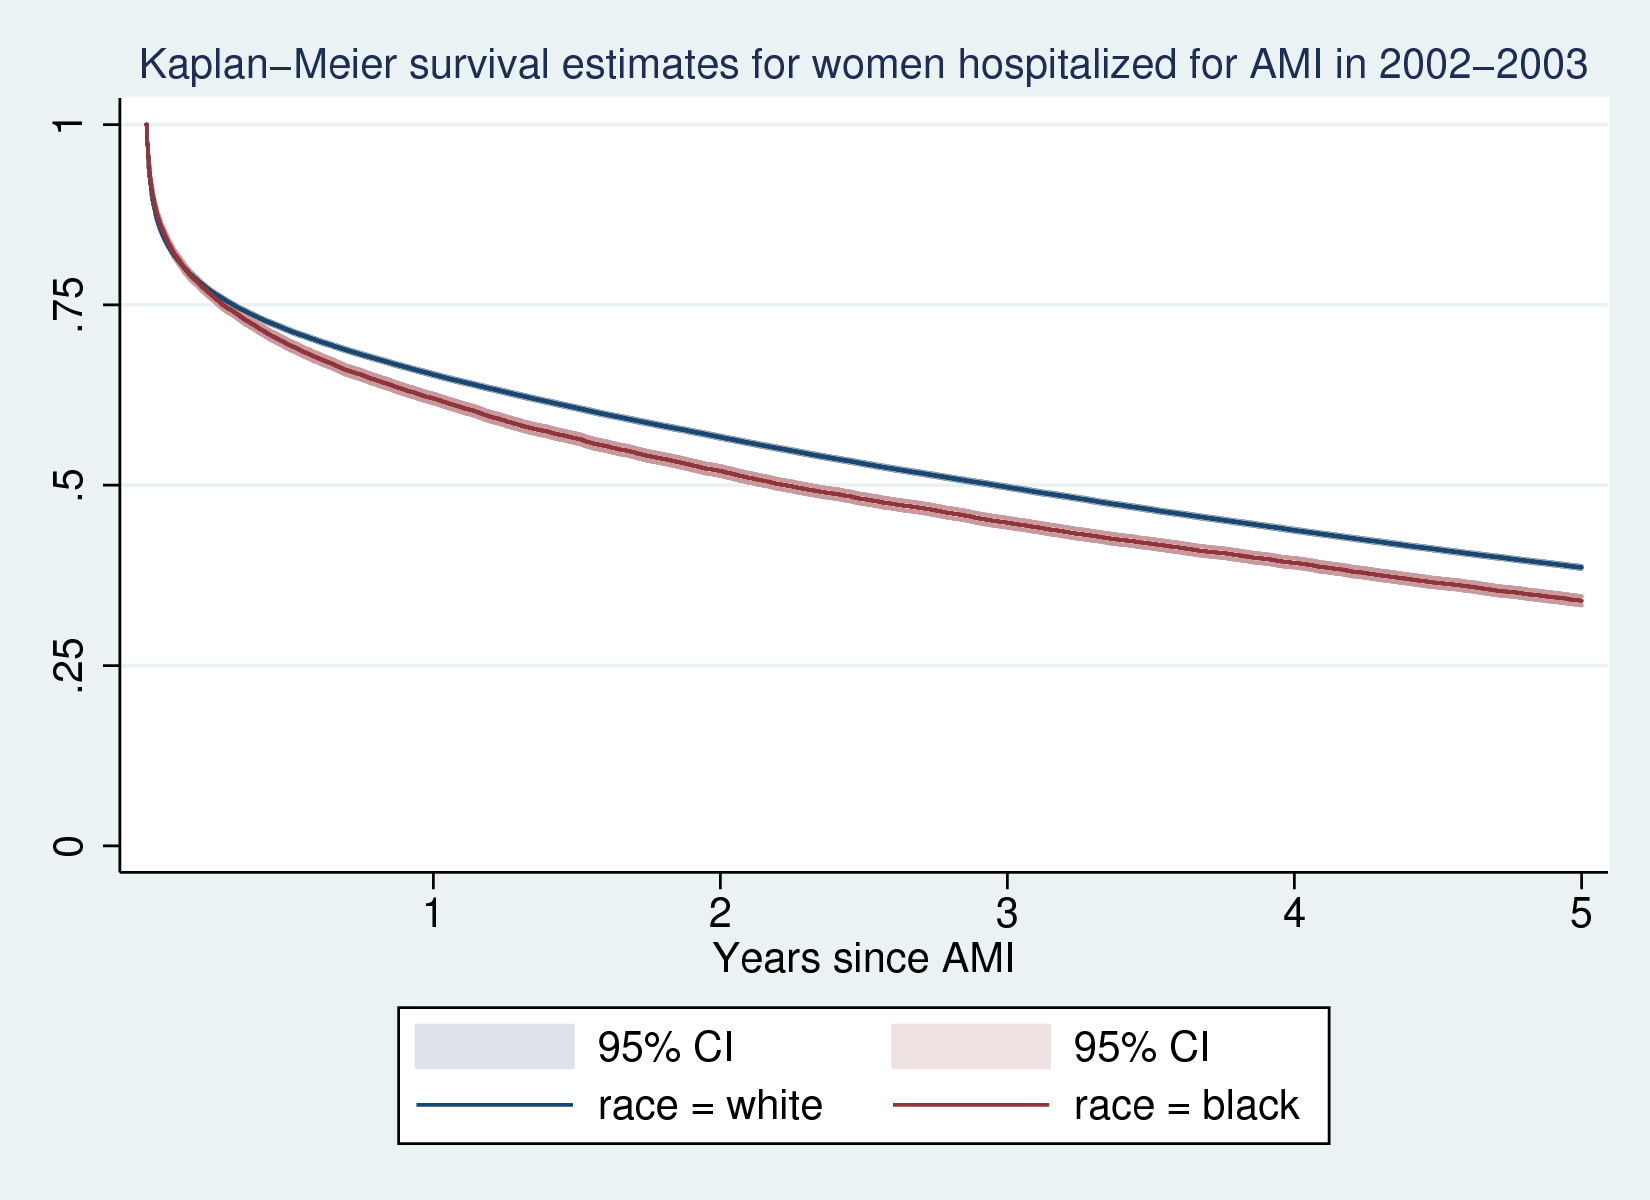 Kaplan–Meier survival estimates for women hospitalized for AMI in 2002–2003
1
.75
.5
.25
0
1 2 3 4 5
Years since AMI
95% CI 95% CI
race = white race = black